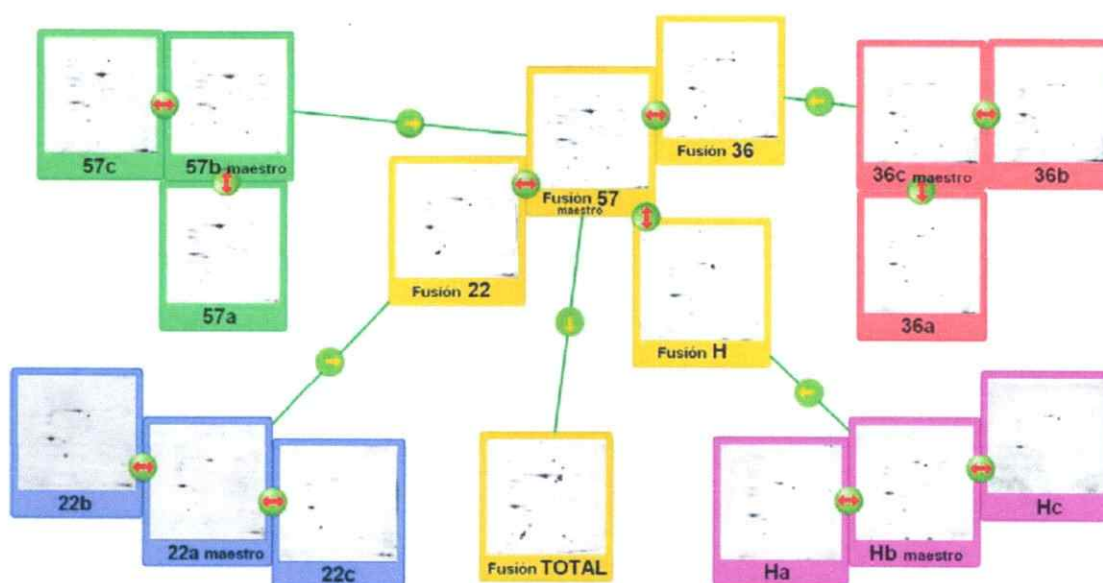 57c
57b maestro
57a
Fusión 36
Fusión 57
maestro
Fusión 22
Fusión H
36c maestro
36b
36a
22b
22a maestro
22c
Fusión TOTAL
Ha
Hb maestro
Hc